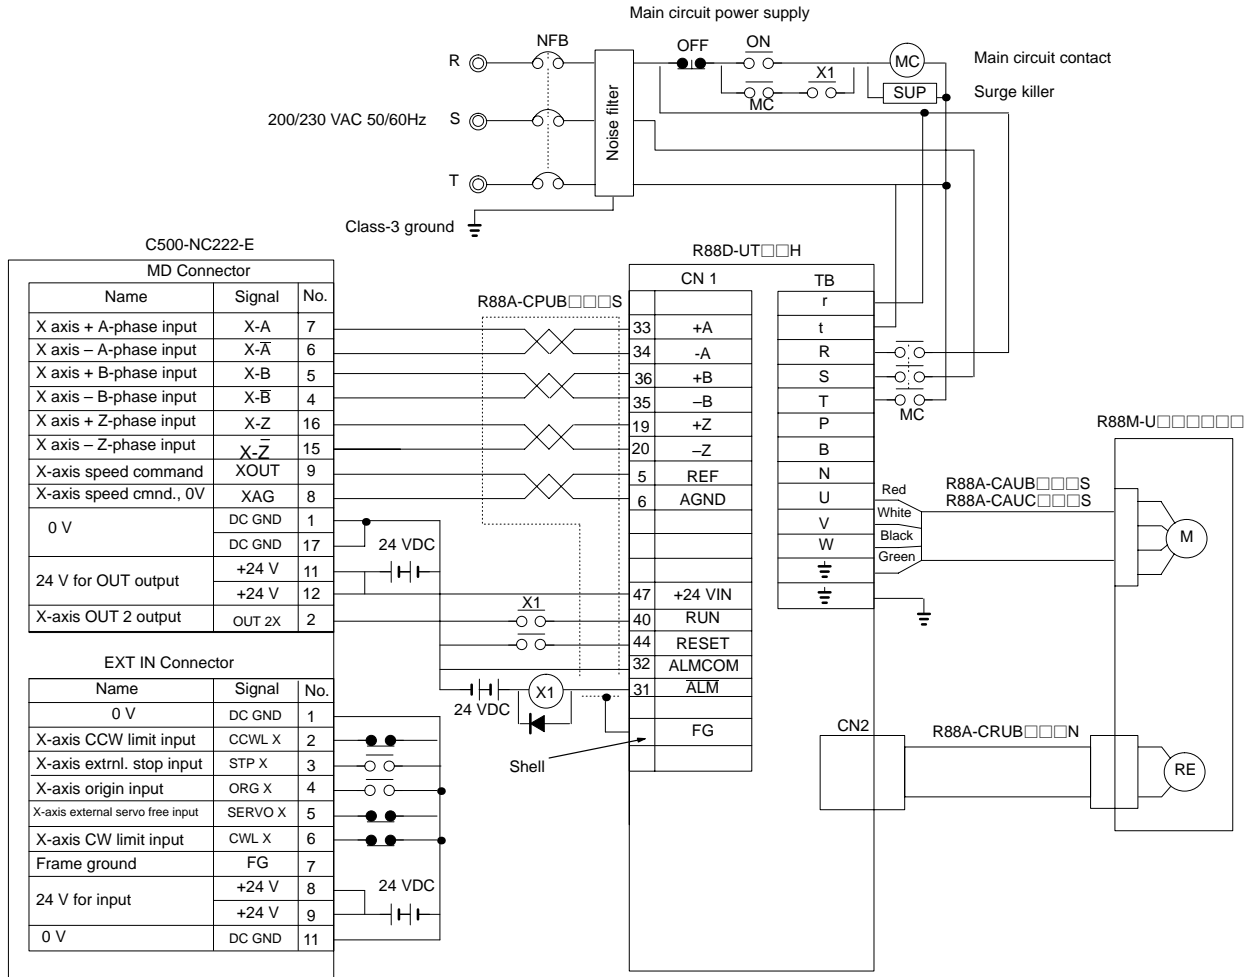 Main circuit power supply
R
NFB
OFF
ON
MC
Main circuit contact
X1
MC
SUP
Surge killer
Noise filter
200/230 VAC 50/60Hz
S
T
Class-3 ground
C500-NC222-E
MD Connector
Name Signal No.
X axis + A-phase input X-A 7
X axis – A-phase input X-A̅ 6
X axis + B-phase input X-B 5
X axis – B-phase input X-B̅ 4
X axis + Z-phase input X-Z 16
X axis – Z-phase input X-Z̅ 15
X-axis speed command XOUT 9
X-axis speed cmnd., 0V XAG 8
0 V DC GND 1
DC GND 17
24 V for OUT output +24 V 11
+24 V 12
X-axis OUT 2 output OUT 2X 2
24 VDC
EXT IN Connector
Name Signal No.
0 V DC GND 1
X-axis CCW limit input CCWL X 2
X-axis extrnl. stop input STP X 3
X-axis origin input ORG X 4
X-axis external servo free input SERVO X 5
X-axis CW limit input CWL X 6
Frame ground FG 7
24 V for input +24 V 8
+24 V 9
0 V DC GND 11
24 VDC
R88A-CPUB□□□S
X1
X1
24 VDC
Shell
R88D-UT□□H
CN 1
33 +A
34 -A
36 +B
35 –B
19 +Z
20 –Z
5 REF
6 AGND
47 +24 VIN
40 RUN
44 RESET
32 ALMCOM
31 A̅L̅M̅
FG
TB
r
t
R
S
T
P
B
N
U
V
W
MC
Red
White
Black
Green
R88A-CAUB□□□S
R88A-CAUC□□□S
R88M-U□□□□□□
M
CN2
R88A-CRUB□□□N
RE